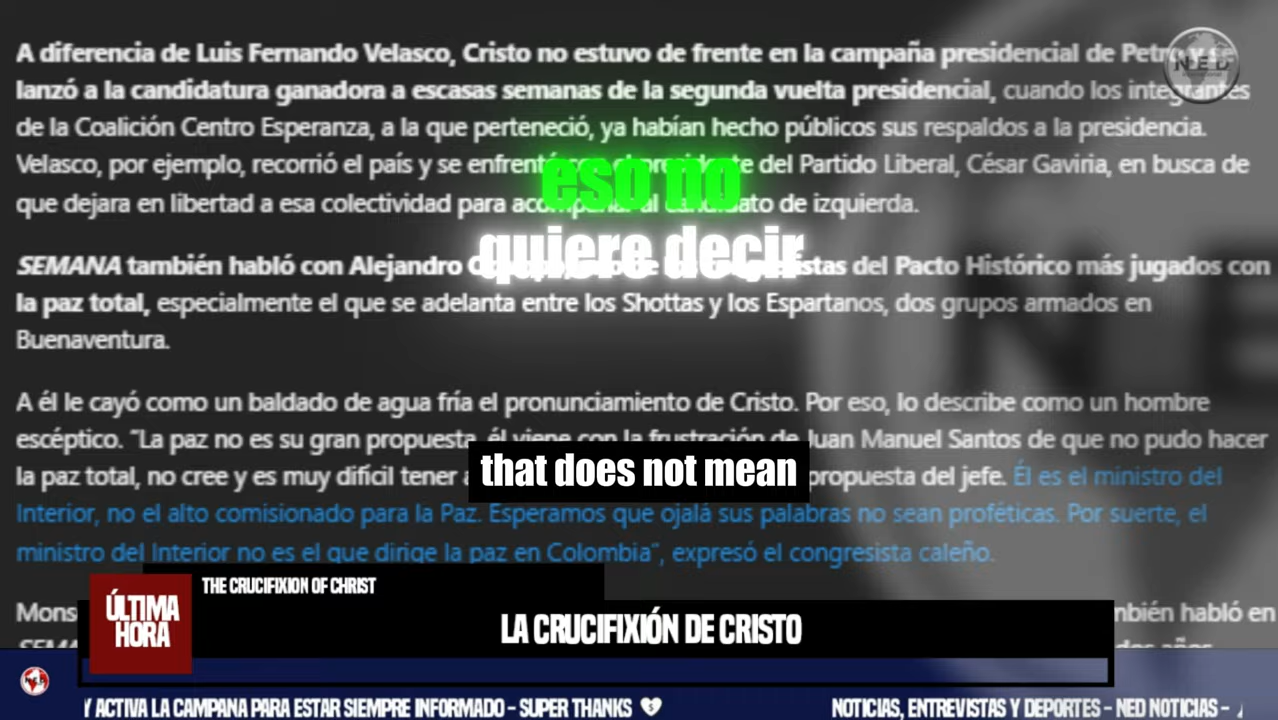 A diferencia de Luis Fernando Velasco, Cristo no estuvo de frente en la campaña presidencial de Petro y se
lanzó a la candidatura ganadora a escasas semanas de la segunda vuelta presidencial, cuando los integrantes
de la Coalición Centro Esperanza, a la que perteneció, ya habían hecho públicos sus respaldos a la presidencia.
Velasco, por ejemplo, recorrió el país y se enfrentó del Partido Liberal, César Gaviria, en busca de
que dejara en libertad a esa colectividad para al de izquierda.
eso no
quiere decir
SEMANA también habló con Alejandro del Pacto Histórico más jugados con
la paz total, especialmente el que se adelanta entre los Shottas y los Espartanos, dos grupos armados en
Buenaventura.
A él le cayó como un baldado de agua fría el pronunciamiento de Cristo. Por eso, lo describe como un hombre
escéptico. "La paz no es su gran propuesta, él viene con la frustración de Juan Manuel Santos de que no pudo hacer
la paz total, no cree y es muy difícil tener propuesta del jefe. Él es el ministro del
that does not mean
Interior, no el alto comisionado para la Paz. Esperamos que ojalá sus palabras no sean proféticas. Por suerte, el
ministro del Interior no es el que dirige la paz en Colombia", expresó el congresista caleño.
también habló en
NED
ÚLTIMA
HORA
THE CRUCIFIXION OF CHRIST
LA CRUCIFIXIÓN DE CRISTO
Y ACTIVA LA CAMPANA PARA ESTAR SIEMPRE INFORMADO - SUPER THANKS
NOTICIAS, ENTREVISTAS Y DEPORTES - NED NOTICIAS -